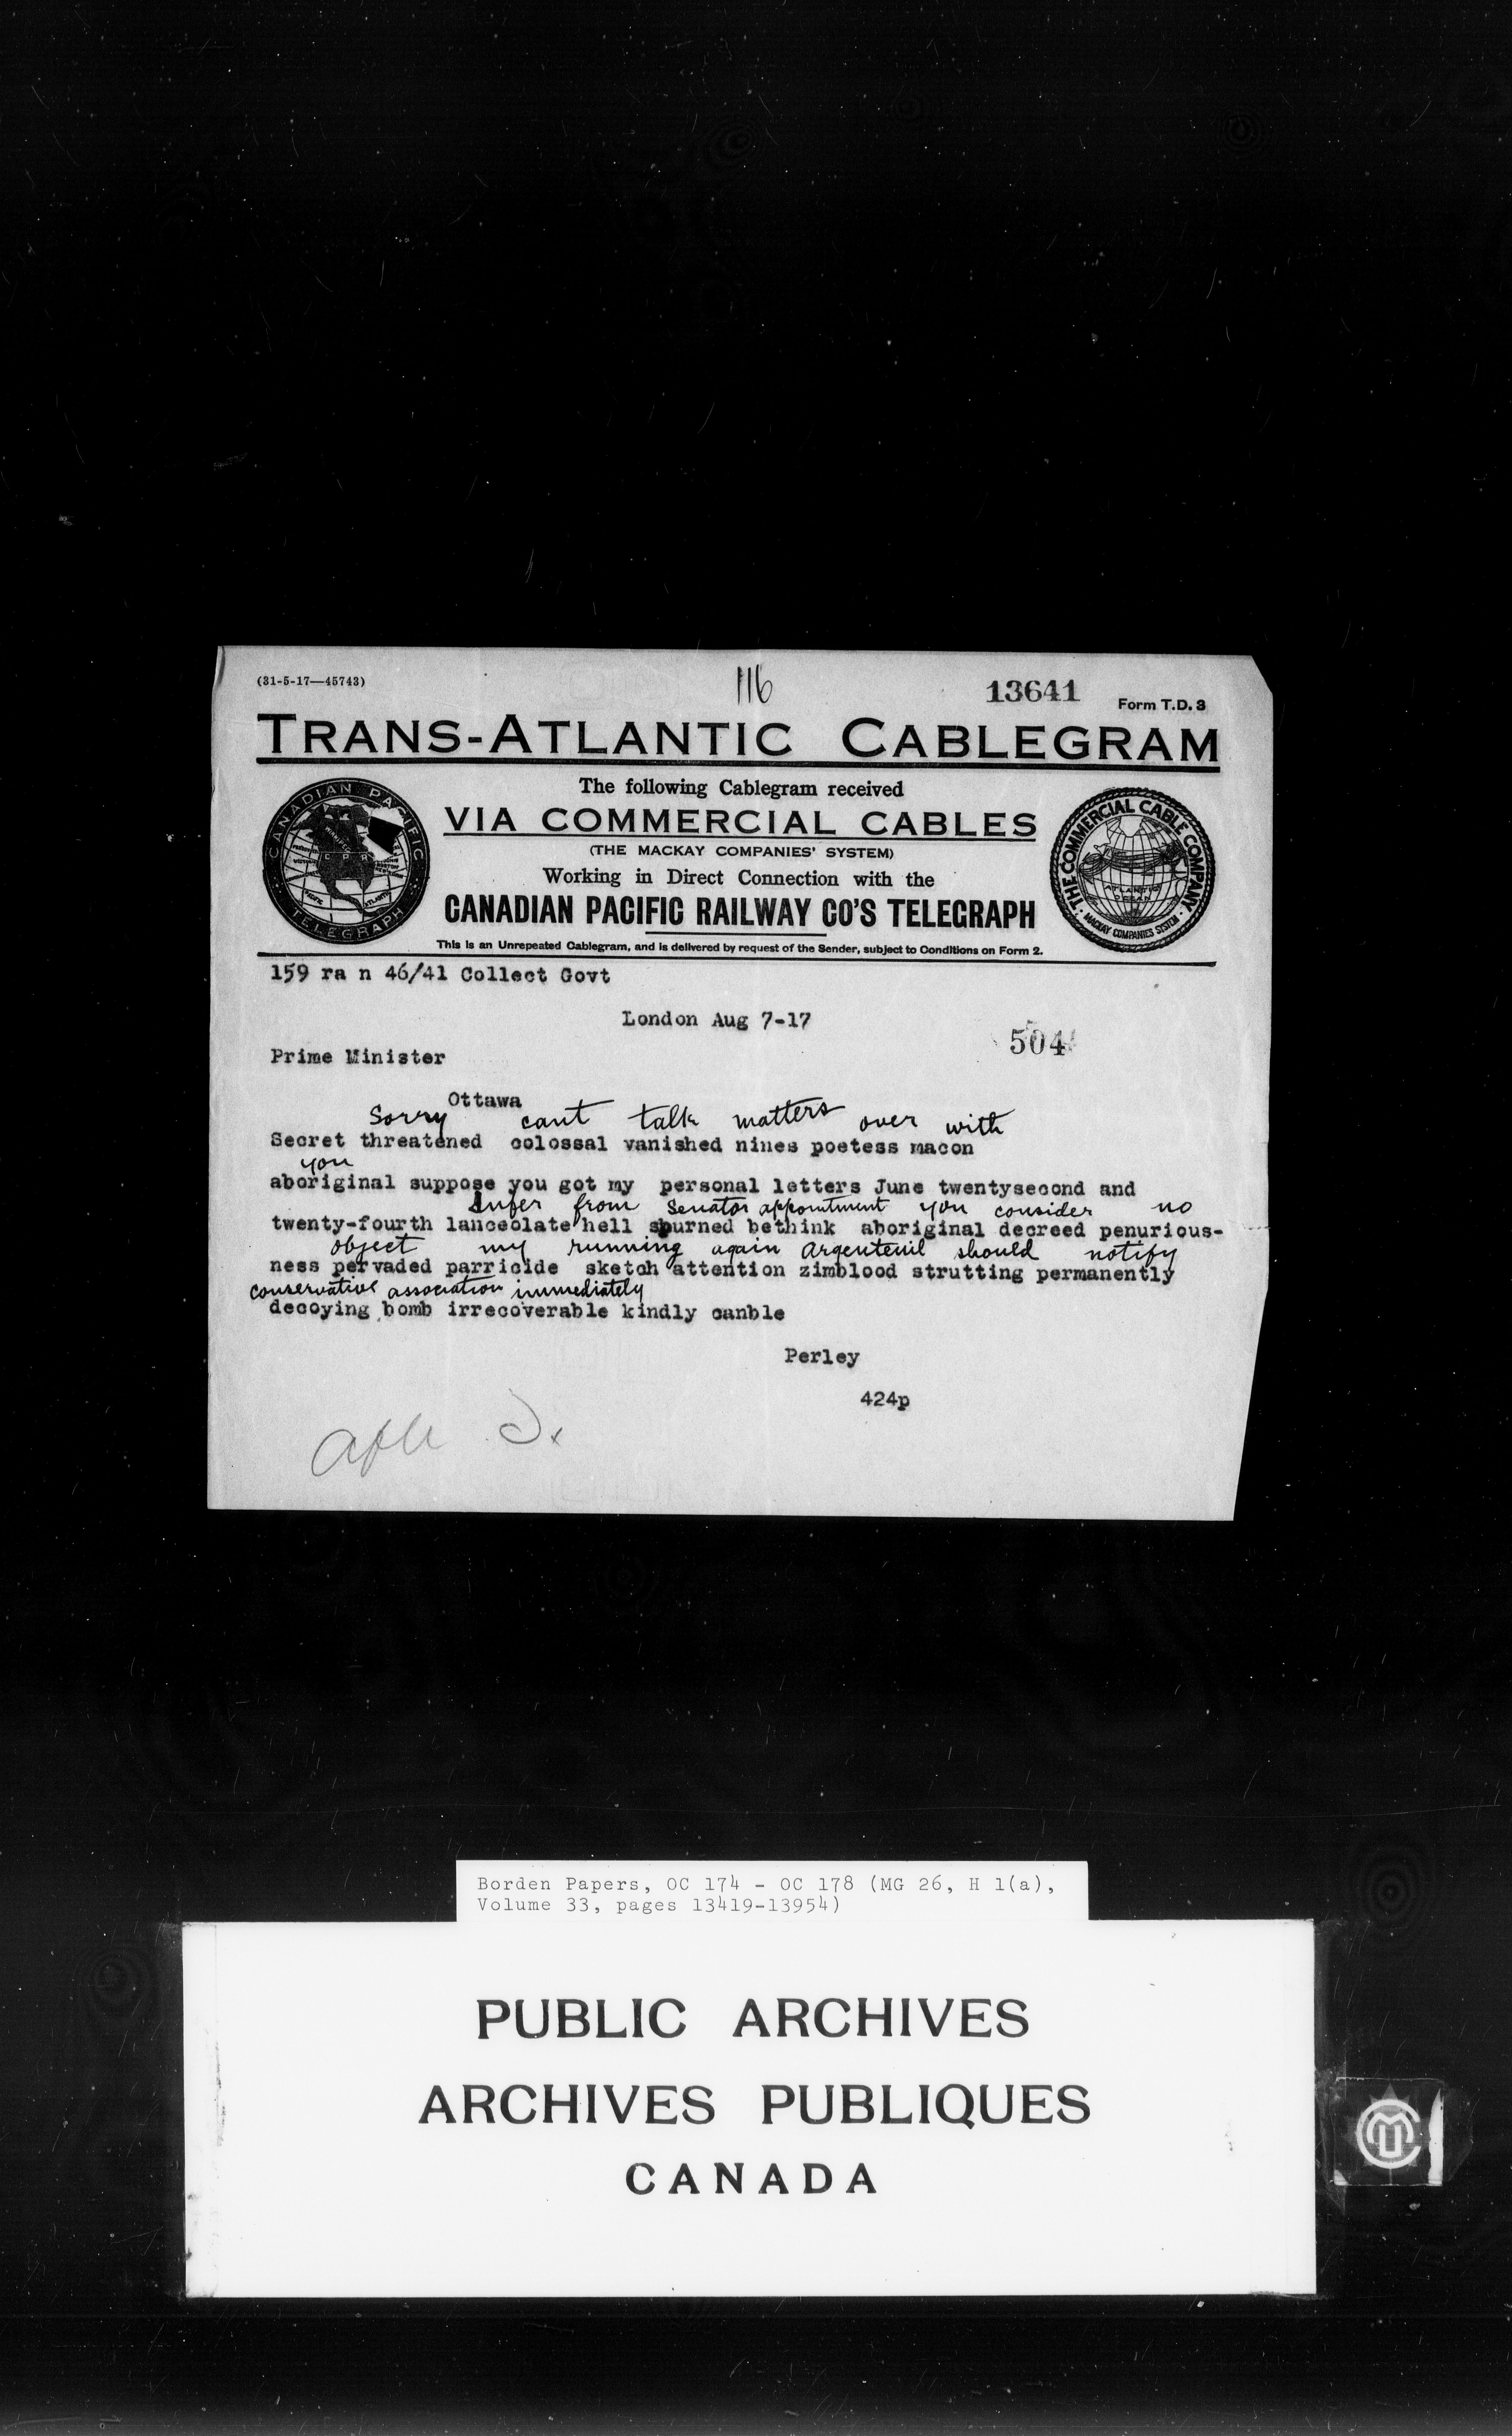 (31-5-17—45743)
116
13641
Form T.D. 3
TRANS-ATLANTIC CABLEGRAM
The following Cablegram received
VIA COMMERCIAL CABLES
(THE MACKAY COMPANIES' SYSTEM)
Working in Direct Connection with the
CANADIAN PACIFIC RAILWAY CO'S TELEGRAPH
This is an Unrepeated Cablegram, and is delivered by request of the Sender, subject to Conditions on Form 2.
CANADIAN PACIFIC
TELEGRAPH
THE COMMERCIAL CABLE COMPANY
ATLANTIC OCEAN
MACKAY COMPANIES SYSTEM
159 ra n 46/41 Collect Govt
London Aug 7-17
504
Prime Minister
Ottawa
Sorry cant talk matters over with
Secret threatened colossal vanished nines poetess macon
you
aboriginal suppose you got my personal letters June twentysecond and
Infer from Senator appointment you consider no
twenty-fourth lanceolate hell spurned bethink aboriginal decreed penurious-
object my running again Argenteuil should notify
ness pervaded parricide sketch attention zimblood strutting permanently
conservative association immediately
decoying bomb irrecoverable kindly canble
Perley
424p
Borden Papers, OC 174 - OC 178 (MG 26, H 1(a),
Volume 33, pages 13419-13954)
PUBLIC ARCHIVES
ARCHIVES PUBLIQUES
CANADA